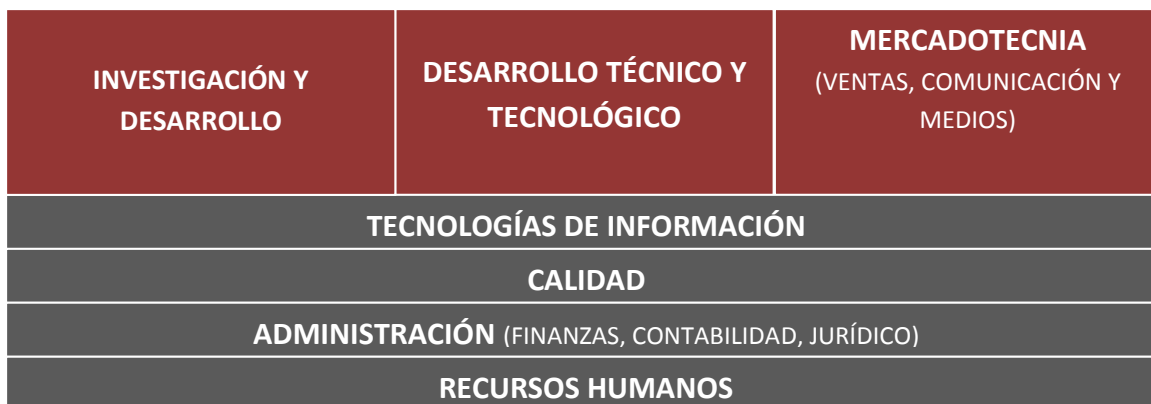 INVESTIGACIÓN Y
DESARROLLO
DESARROLLO TÉCNICO Y
TECNOLÓGICO
MERCADOTECNIA
(VENTAS, COMUNICACIÓN Y
MEDIOS)
TECNOLOGÍAS DE INFORMACIÓN
CALIDAD
ADMINISTRACIÓN (FINANZAS, CONTABILIDAD, JURÍDICO)
RECURSOS HUMANOS